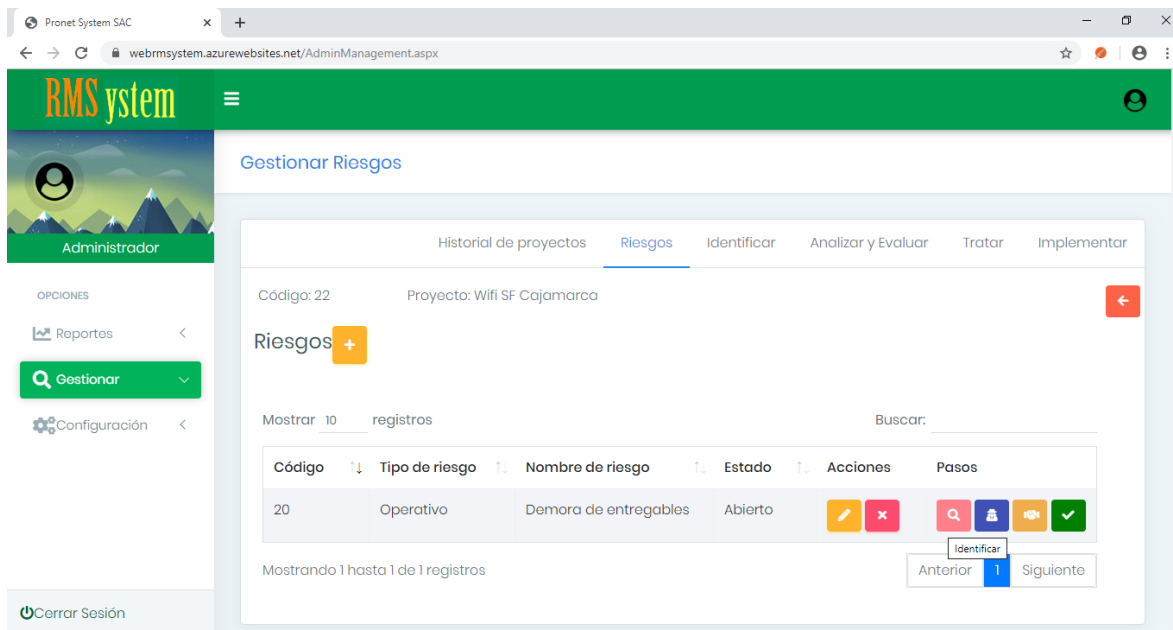 Pronet System SAC
webrmsystem.azurewebsites.net/AdminManagement.aspx
RMSystem
Gestionar Riesgos
Administrador
Historial de proyectos Riesgos Identificar Analizar y Evaluar Tratar Implementar
OPCIONES
Código: 22 Proyecto: Wifi SF Cajamarca
Reportes
Riesgos +
Gestionar
Configuración
Mostrar 10 registros Buscar:
Código Tipo de riesgo Nombre de riesgo Estado Acciones Pasos
20 Operativo Demora de entregables Abierto
Identificar
Mostrando 1 hasta 1 de 1 registros Anterior 1 Siguiente
Cerrar Sesión